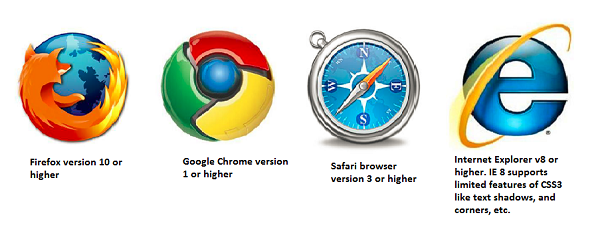 Firefox version 10 or
higher
Google Chrome version
1 or higher
Safari browser
version 3 or higher
Internet Explorer v8 or
higher. IE 8 supports
limited features of CSS3
like text shadows, and
corners, etc.
N
E
S
W
®